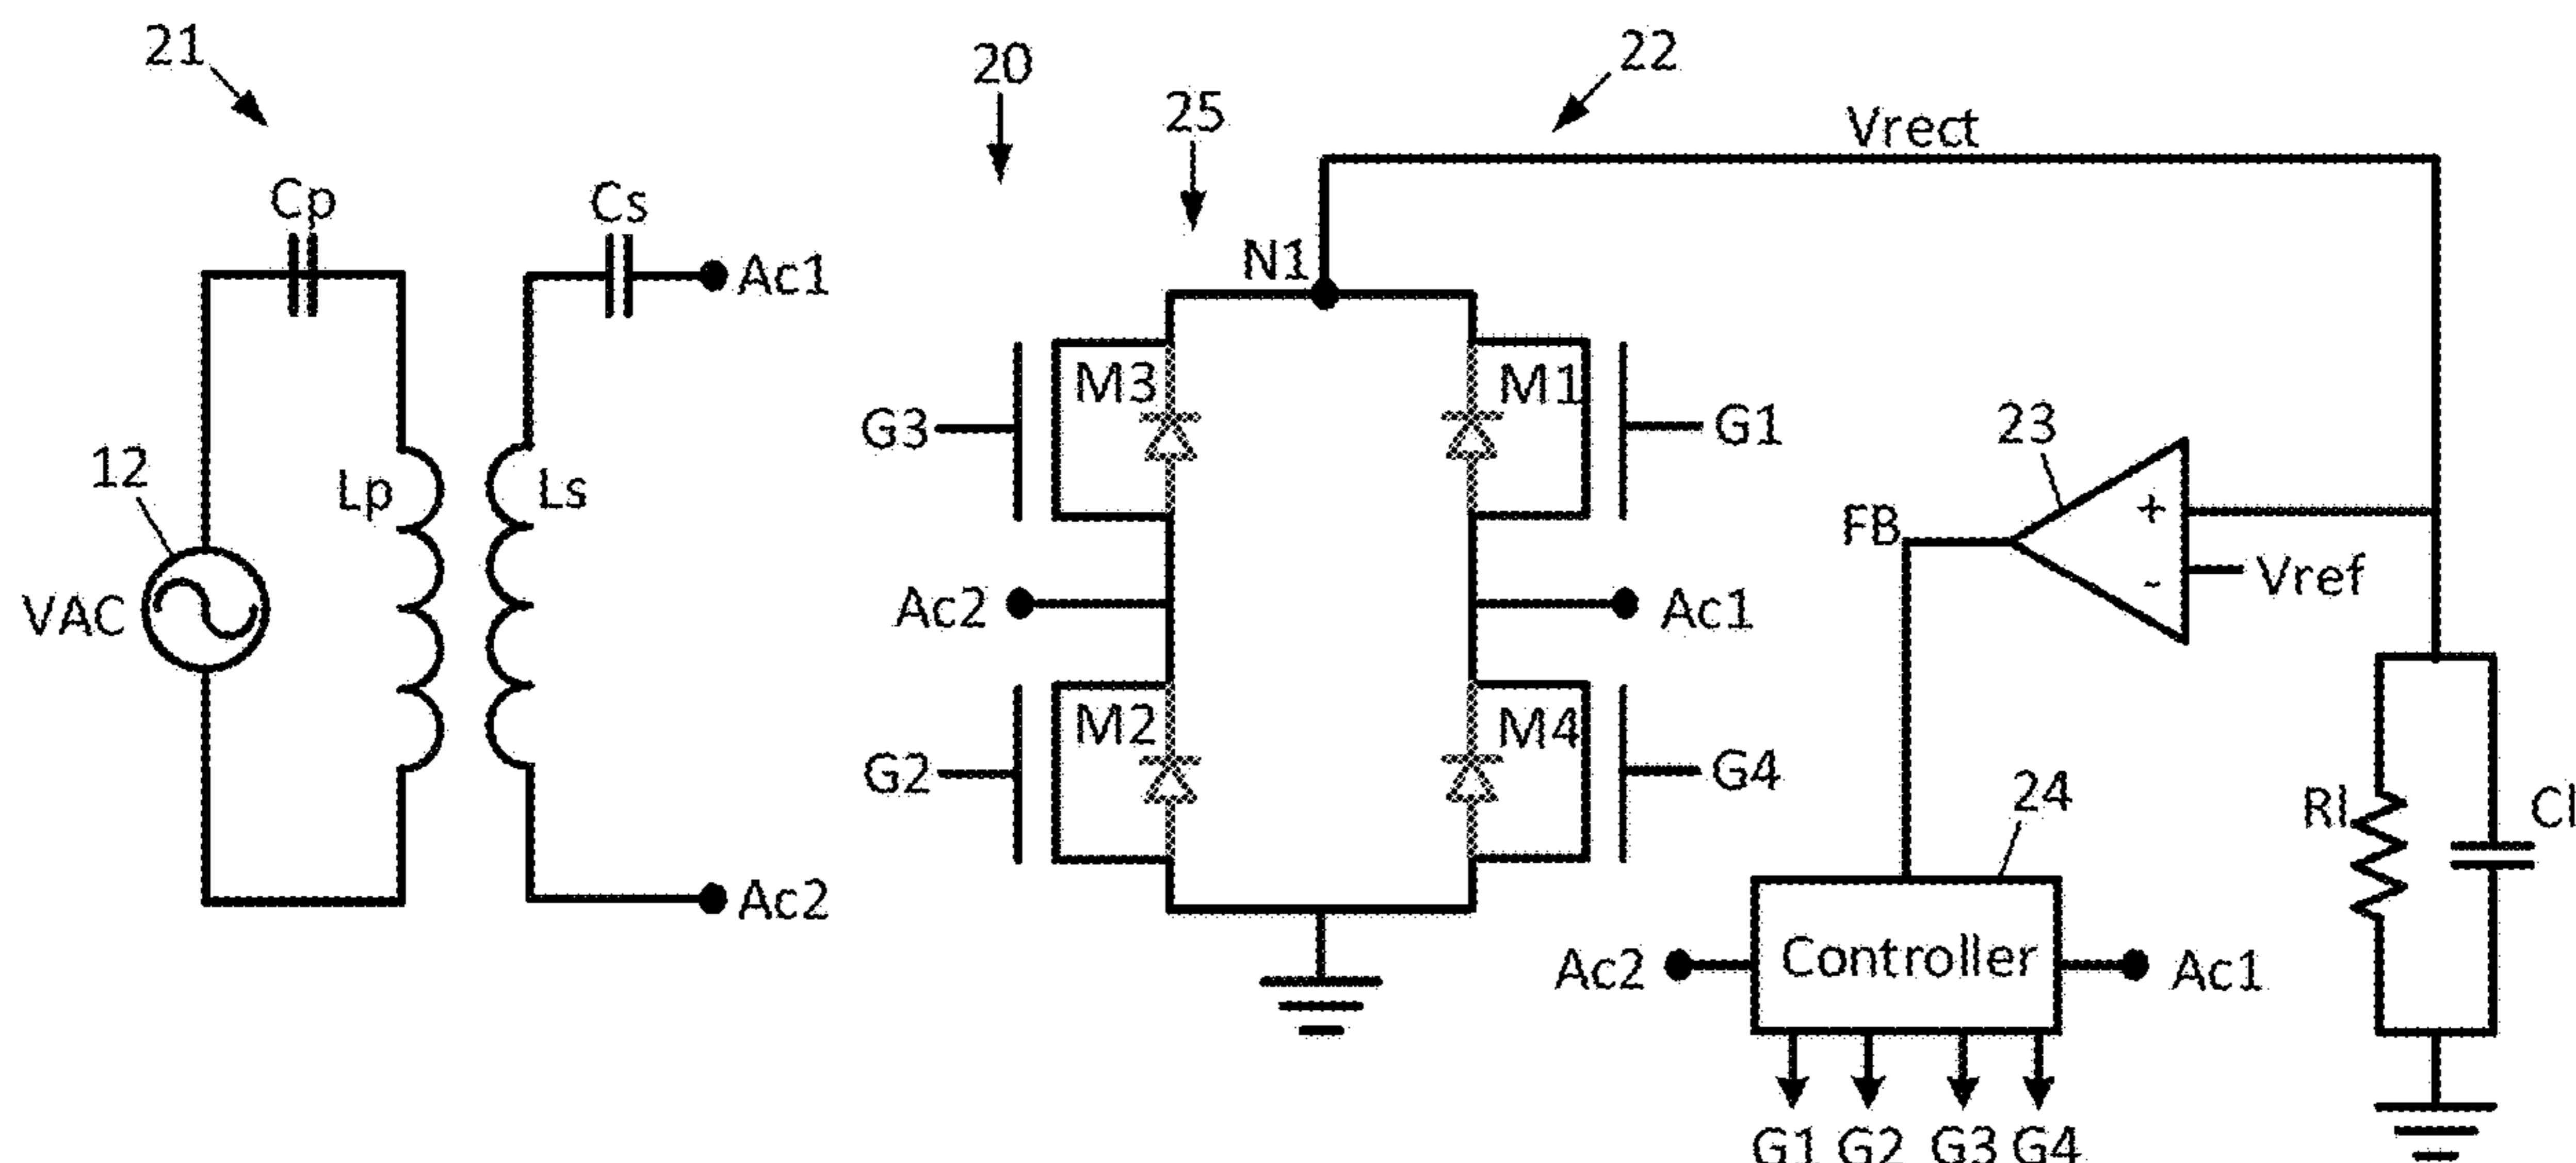 21
20
22
25
Vrect
Cp
Cs
N1
Ac1
M3
M1
G3
G1
23
12
Lp
Ls
+
FB
-
Vref
VAC
Ac2
Ac1
M2
M4
G2
G4
24
Rl
Cl
Ac2
Ac2
Controller
Ac1
G1 G2 G3 G4